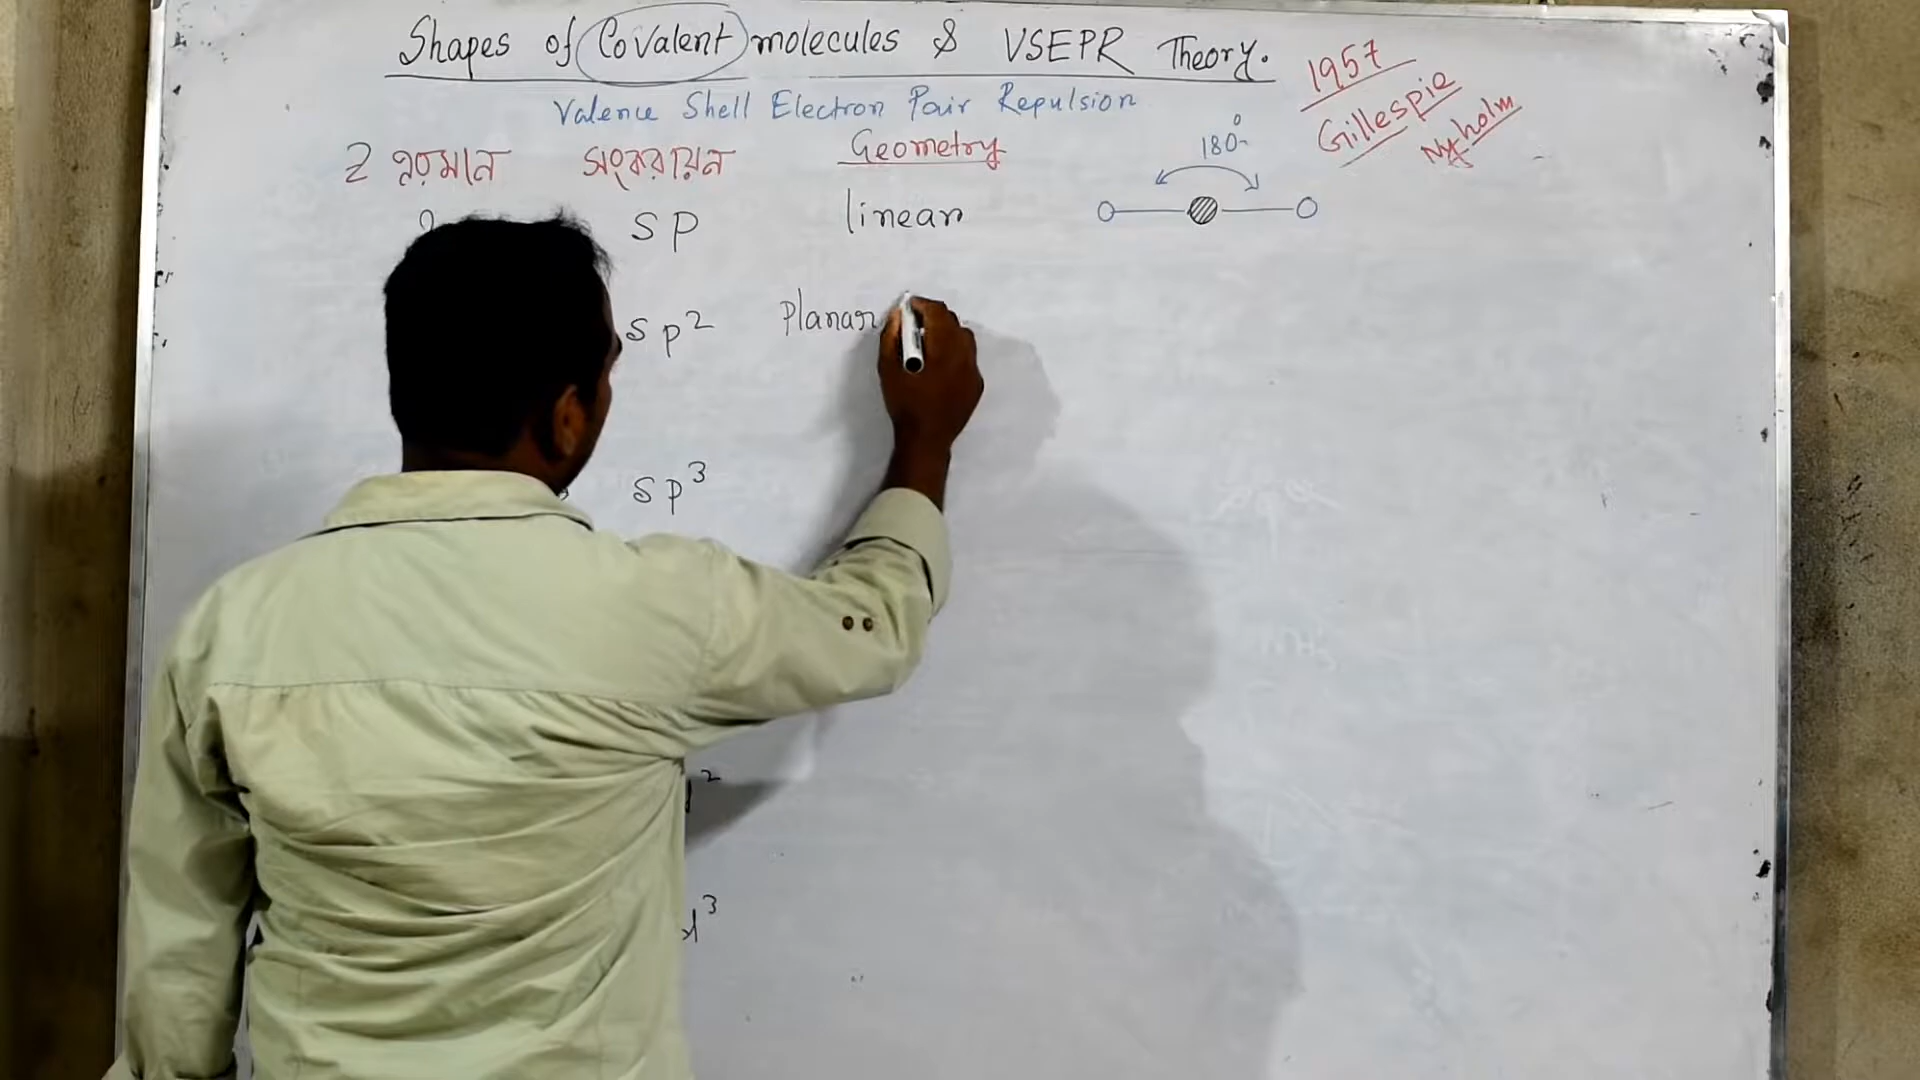 Shapes of Covalent molecules & VSEPR Theory.
Valence Shell Electron Pair Repulsion
1957
Gillespie
Nyholm
সংকরায়ন Geometry
180°
sp linear
sp² Planar
sp³